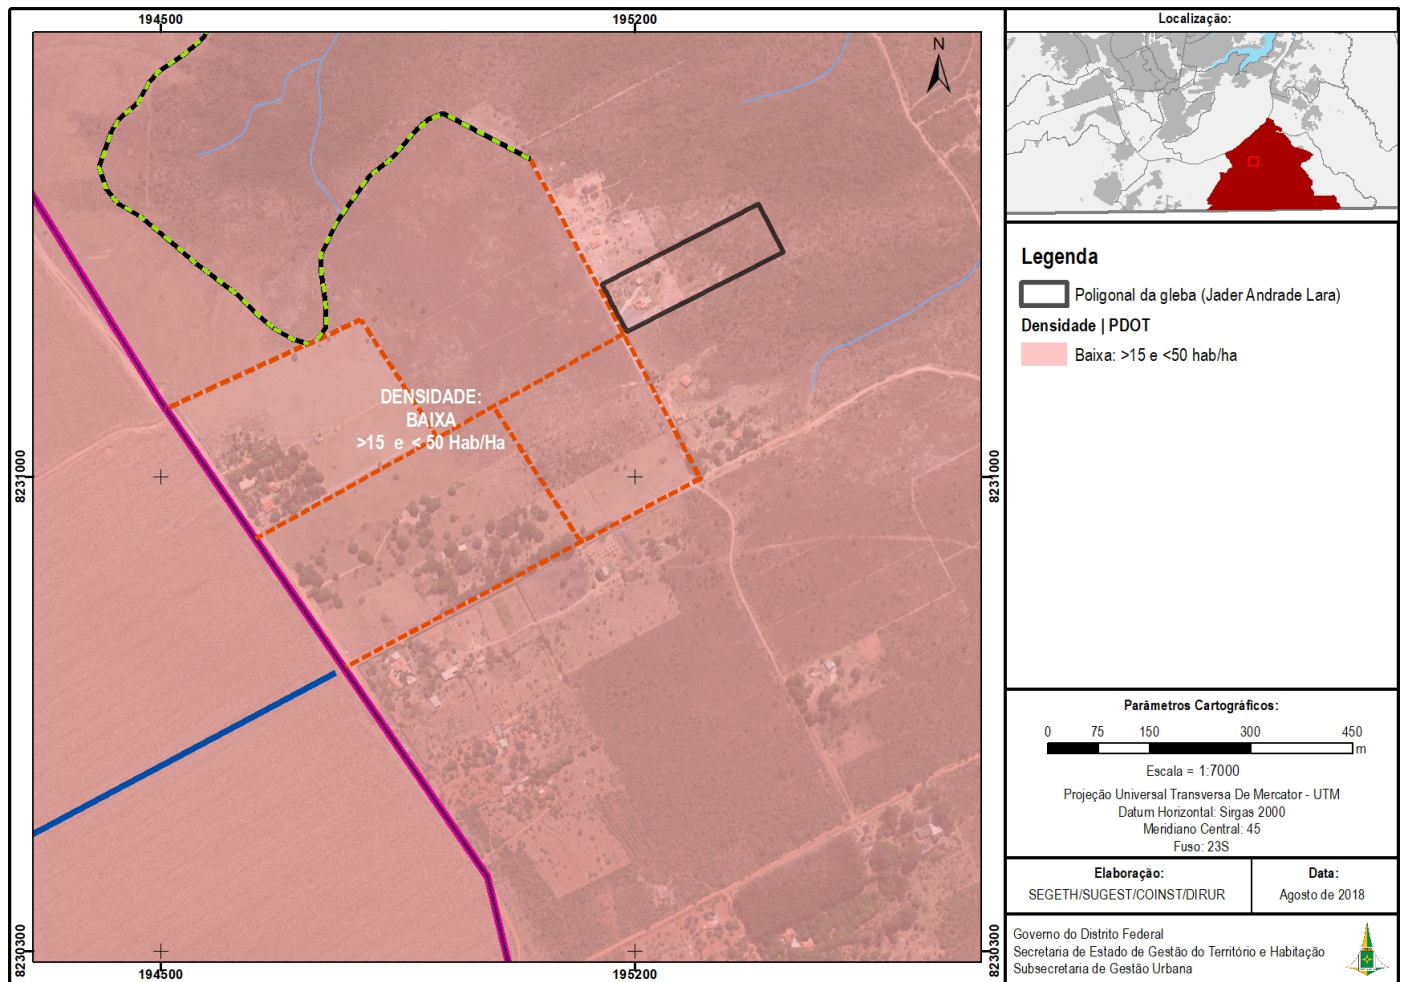 194500
195200
N
8231000
8231000
8230300
8230300
194500
195200
DENSIDADE:
BAIXA
>15 e < 50 Hab/Ha
Localização:
Legenda
Poligonal da gleba (Jader Andrade Lara)
Densidade | PDOT
Baixa: >15 e <50 hab/ha
Parâmetros Cartográficos:
0 75 150 300 450
m
Escala = 1:7000
Projeção Universal Transversa De Mercator - UTM
Datum Horizontal: Sirgas 2000
Meridiano Central: 45
Fuso: 23S
Elaboração:
SEGETH/SUGEST/COINST/DIRUR
Data:
Agosto de 2018
Governo do Distrito Federal
Secretaria de Estado de Gestão do Território e Habitação
Subsecretaria de Gestão Urbana